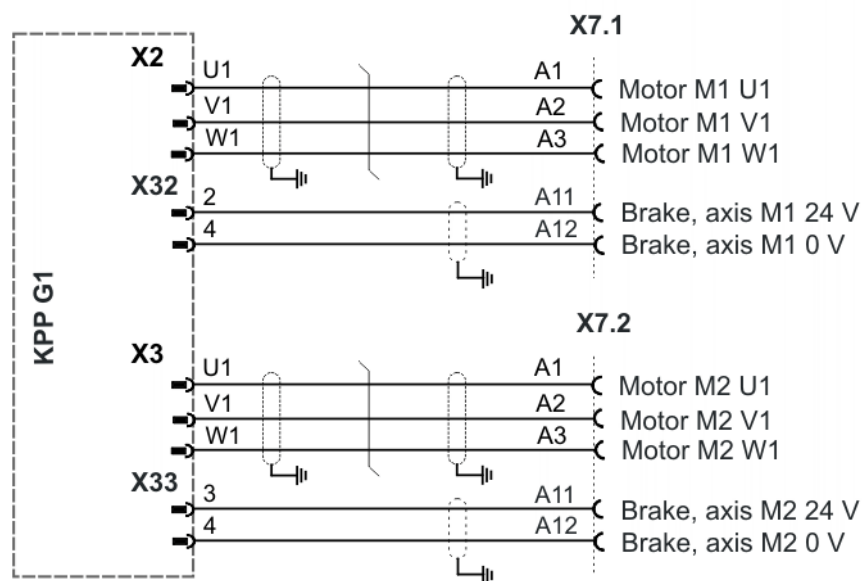 X7.1
X2
U1 A1 Motor M1 U1
V1 A2 Motor M1 V1
W1 A3 Motor M1 W1
X32
2 A11 Brake, axis M1 24 V
4 A12 Brake, axis M1 0 V
KPP G1
X7.2
X3
U1 A1 Motor M2 U1
V1 A2 Motor M2 V1
W1 A3 Motor M2 W1
X33
3 A11 Brake, axis M2 24 V
4 A12 Brake, axis M2 0 V